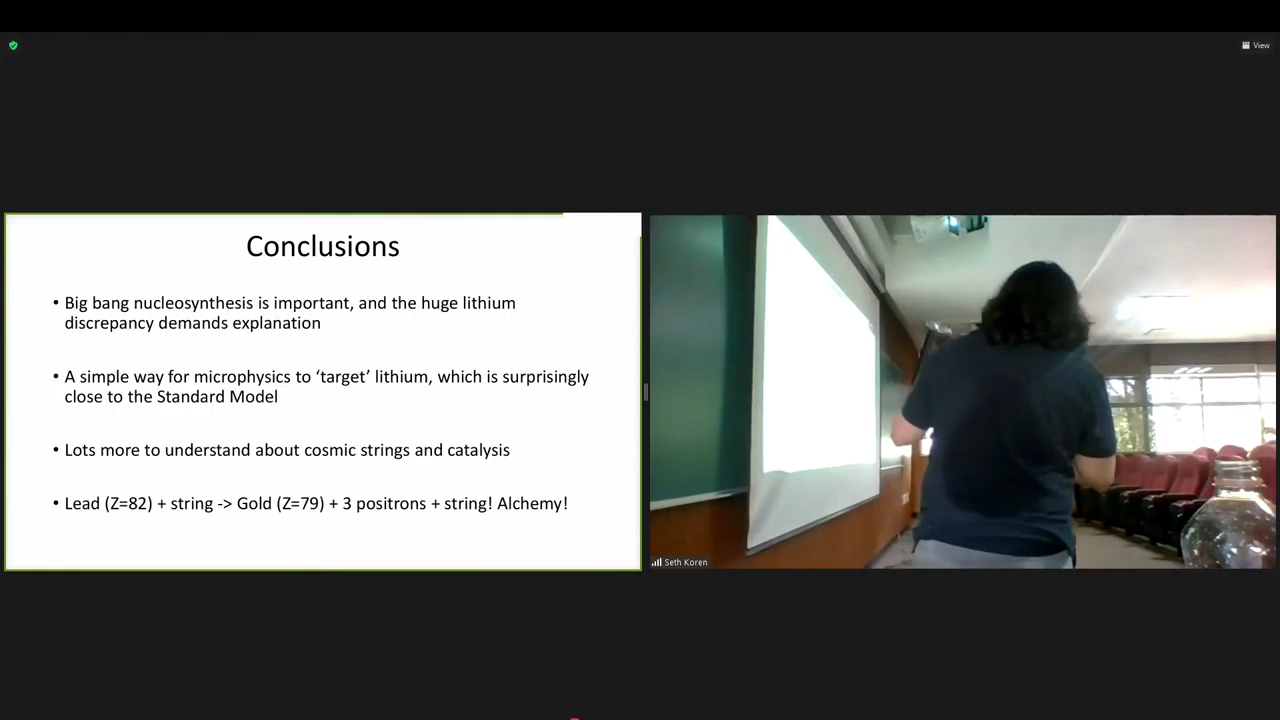 View
Conclusions
• Big bang nucleosynthesis is important, and the huge lithium
discrepancy demands explanation
• A simple way for microphysics to ‘target’ lithium, which is surprisingly
close to the Standard Model
• Lots more to understand about cosmic strings and catalysis
• Lead (Z=82) + string -> Gold (Z=79) + 3 positrons + string! Alchemy!
Seth Koren